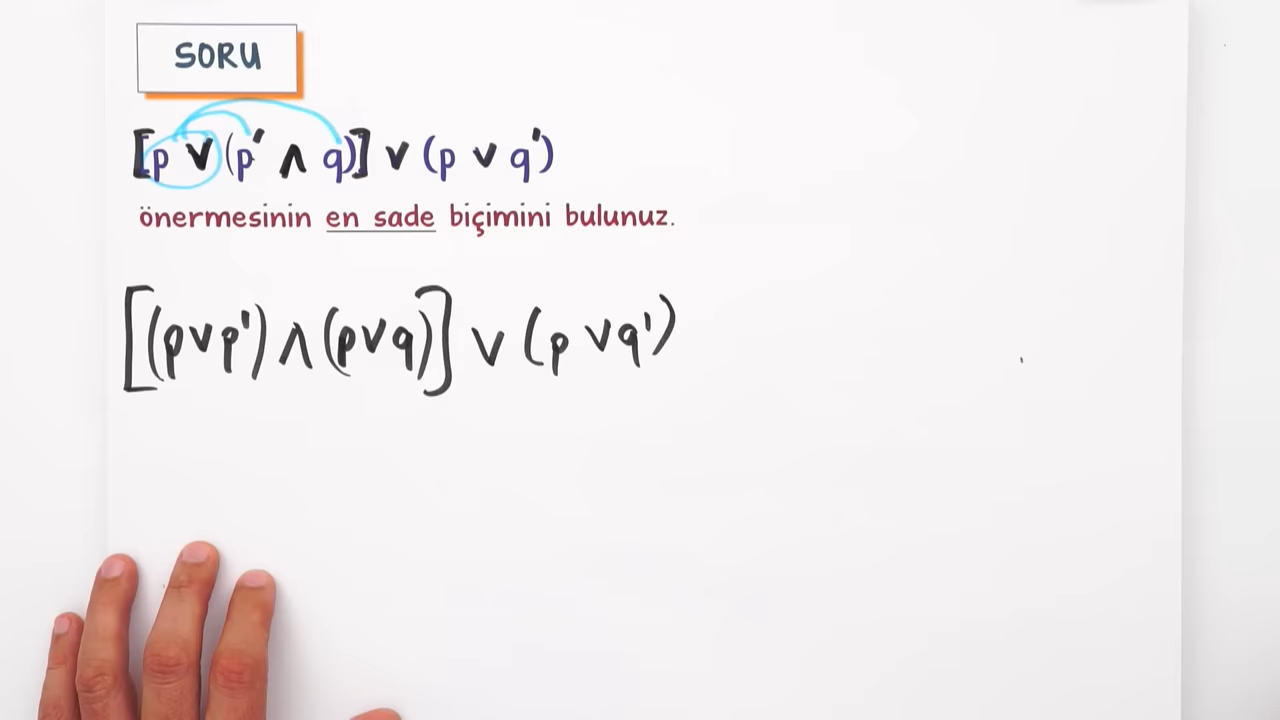 SORU
[p ∨ (p' ∧ q)] ∨ (p ∨ q')
önermesinin en sade biçimini bulunuz.
[(p∨p') ∧ (p∨q)] ∨ (p ∨q')